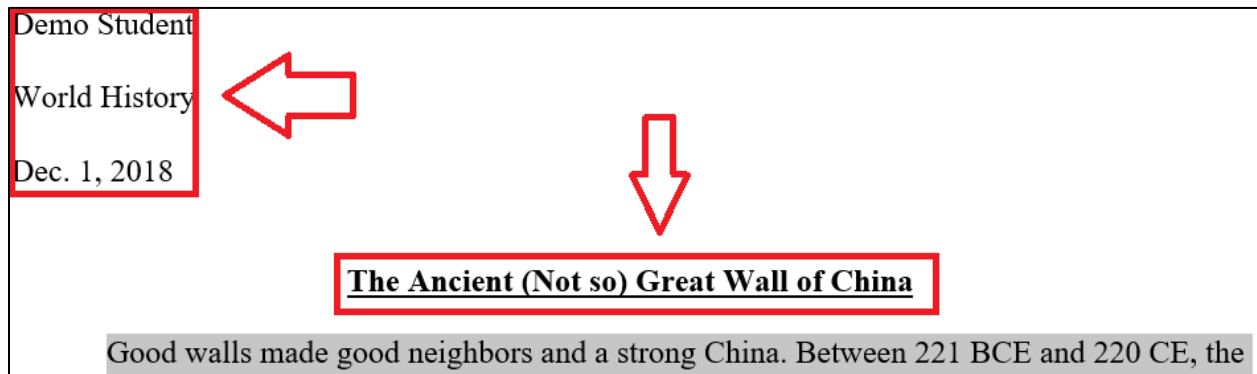 Demo Student
World History
Dec. 1, 2018
The Ancient (Not so) Great Wall of China
Good walls made good neighbors and a strong China. Between 221 BCE and 220 CE, the